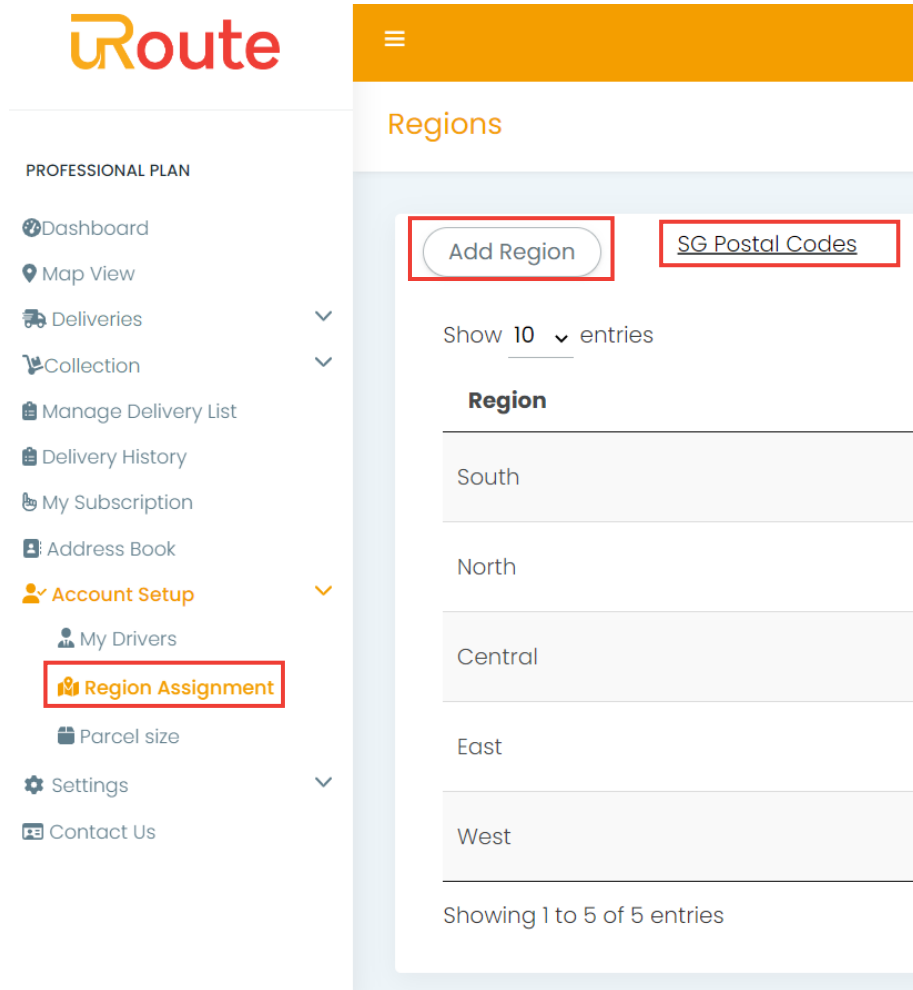 uRoute
PROFESSIONAL PLAN
Dashboard
Map View
Deliveries
Collection
Manage Delivery List
Delivery History
My Subscription
Address Book
Account Setup
My Drivers
Region Assignment
Parcel size
Settings
Contact Us
Regions
Add Region
SG Postal Codes
Show 10 entries
Region
South
North
Central
East
West
Showing 1 to 5 of 5 entries